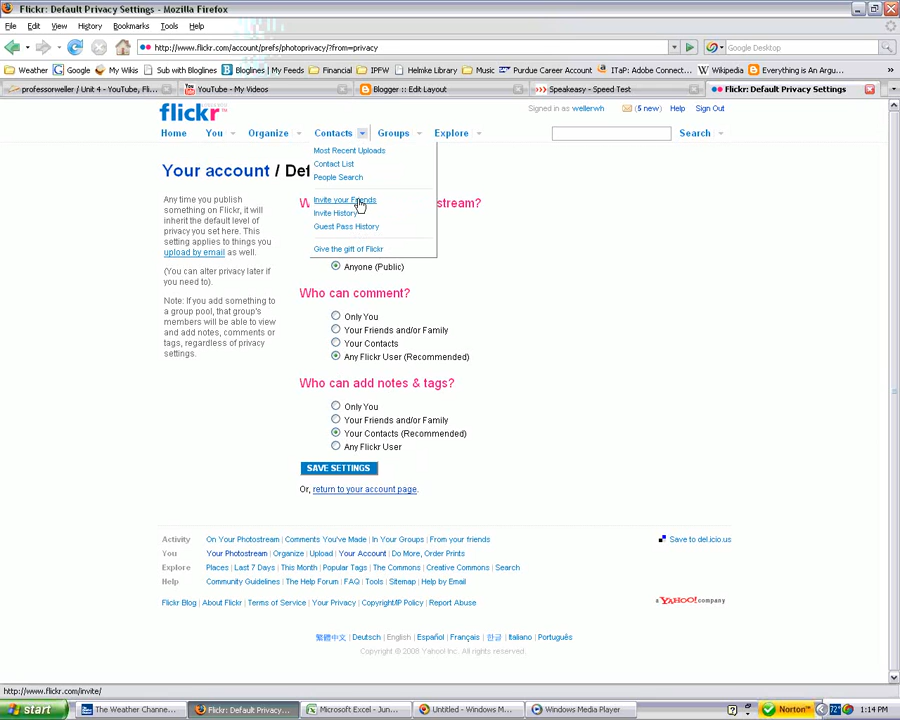 Flickr: Default Privacy Settings - Mozilla Firefox
File Edit View History Bookmarks Tools Help
http://www.flickr.com/account/prefs/photoprivacy/?from=privacy
Google Desktop
Weather Google My Wikis Sub with Bloglines Bloglines | My Feeds Financial IPFW Helmke Library Music Purdue Career Account ITaP: Adobe Connect... Wikipedia Everything is An Argu...
professorweller / Unit 4 - YouTube, Fli... YouTube - My Videos Blogger :: Edit Layout Speakeasy - Speed Test Flickr: Default Privacy Settings
flickr™
Signed in as wellerwh (5 new) Help Sign Out
Home You Organize Contacts Groups Explore Search
Most Recent Uploads
Contact List
People Search
Invite your Friends
Invite History
Guest Pass History
Give the gift of Flickr
Your account / Def
Any time you publish
something on Flickr, it will
inherit the default level of
privacy you set here. This
setting applies to things you
upload by email as well.
(You can alter privacy later if
you need to).
Note: If you add something to
a group pool, that group's
members will be able to view
and add notes, comments or
tags, regardless of privacy
settings.
stream?
Anyone (Public)
Who can comment?
Only You
Your Friends and/or Family
Your Contacts
Any Flickr User (Recommended)
Who can add notes & tags?
Only You
Your Friends and/or Family
Your Contacts (Recommended)
Any Flickr User
SAVE SETTINGS
Or, return to your account page.
Activity On Your Photostream | Comments You've Made | In Your Groups | From your friends
Save to del.icio.us
You Your Photostream | Organize | Upload | Your Account | Do More, Order Prints
Explore Places | Last 7 Days | This Month | Popular Tags | The Commons | Creative Commons | Search
Help Community Guidelines | The Help Forum | FAQ | Tools | Sitemap | Help by Email
Flickr Blog | About Flickr | Terms of Service | Your Privacy | Copyright/IP Policy | Report Abuse
a YAHOO! company
繁體中文 | Deutsch | English | Español | Français | 한글 | Italiano | Português
Copyright © 2008 Yahoo! Inc. All rights reserved.
http://www.flickr.com/invite/
start The Weather Channe... Flickr: Default Privac... Microsoft Excel - Jun... Untitled - Windows M... Windows Media Player Norton™ 72° 1:14 PM